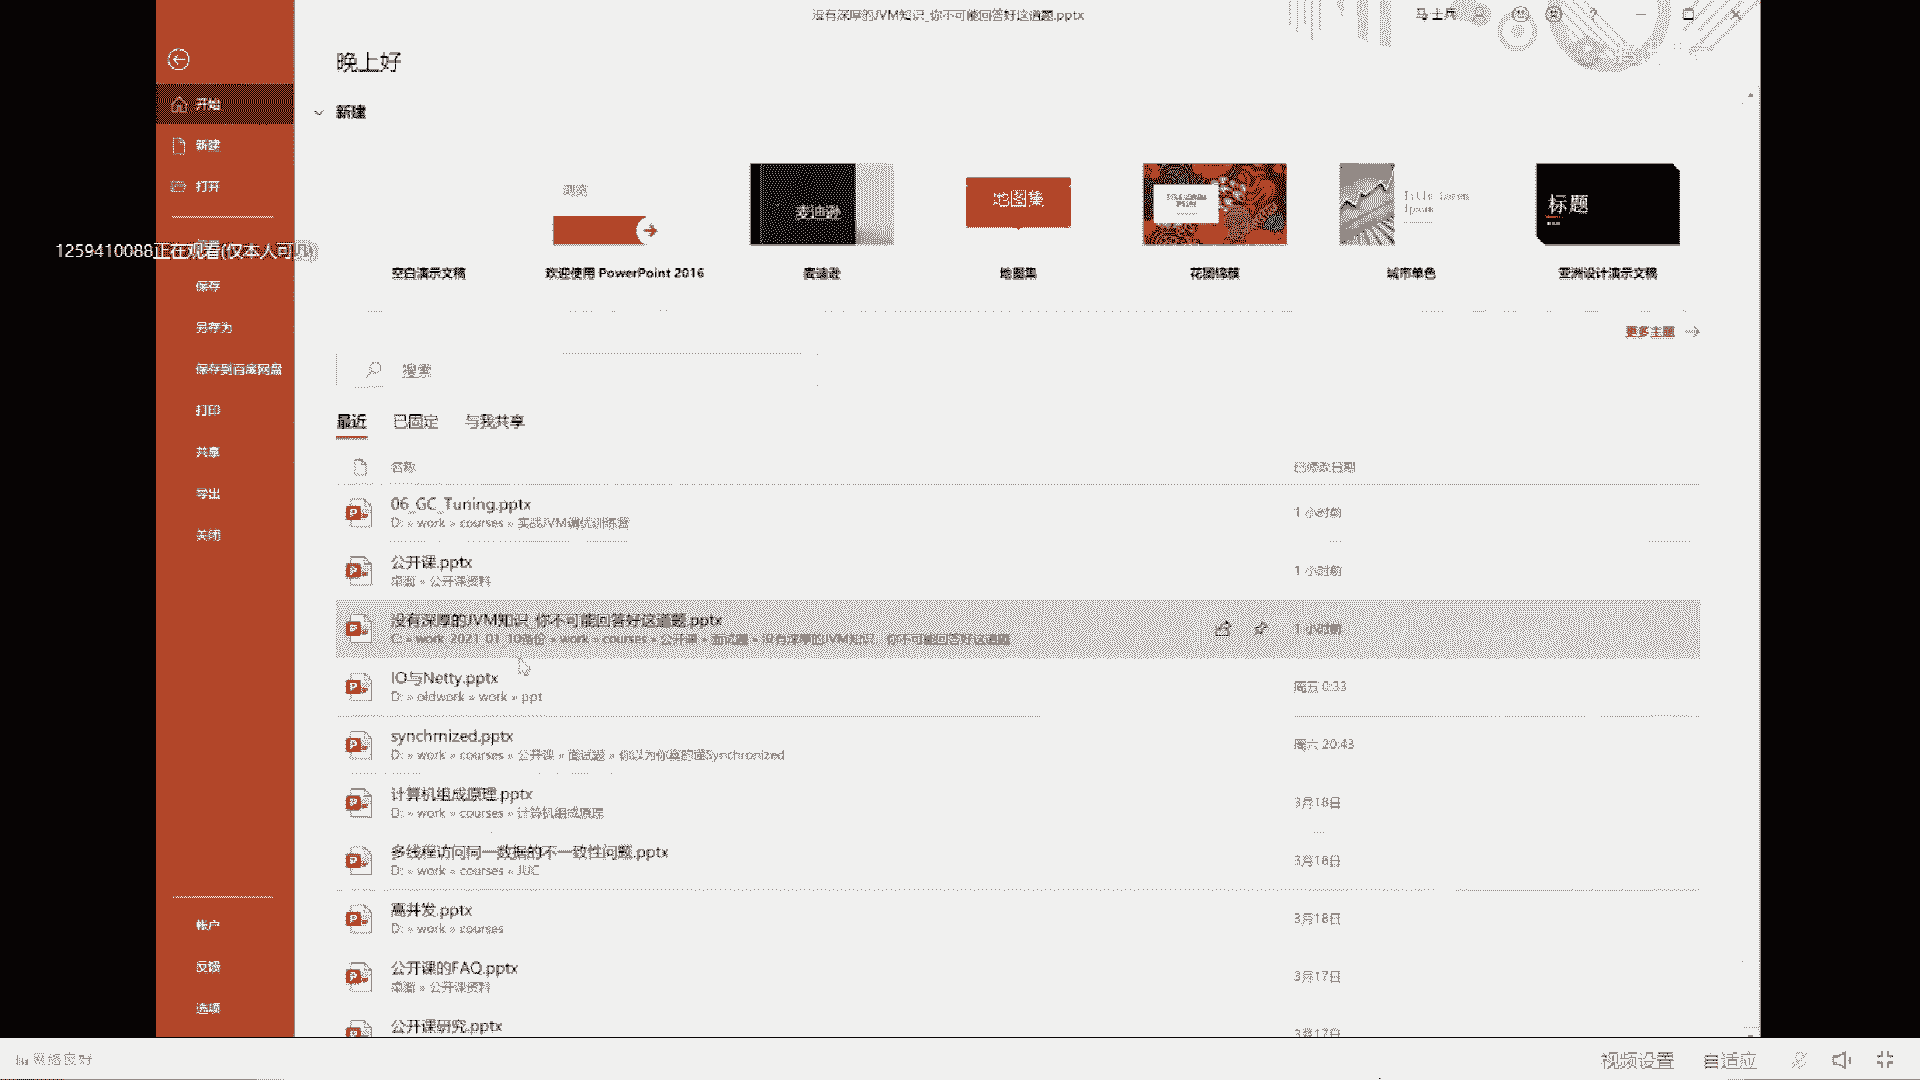 没有深厚的JVM知识_你不可能回答好这道题.pptx
马 士兵
晚上好
开始
新建
新建
打开
1259410088正在观看(仅本人可见)
保存
另存为
保存到百度网盘
打印
共享
导出
关闭
帐户
反馈
选项
麦迪逊
地图集
Title Lorem
Ipsum
标题
空白演示文稿
欢迎使用 PowerPoint 2016
麦迪逊
地图集
花团锦簇
城市单色
亚洲设计演示文稿
更多主题
搜索
最近
已固定
与我共享
名称
已修改日期
06_GC_Tuning.pptx
D: » work » courses » 实战JVM调优训练营
1 小时前
公开课.pptx
桌面 » 公开课资料
1 小时前
没有深厚的JVM知识_你不可能回答好这道题.pptx
C: » work_2021_01_10备份 » work » courses » 公开课 » 面试题 » 没有深厚的JVM知识_你不可能回答好这道题
1 小时前
IO与Netty.pptx
D: » oldwork » work » ppt
周五 0:33
synchrnized.pptx
D: » work » courses » 公开课 » 面试题 » 你以为你真的懂Synchronized
周六 20:43
计算机组成原理.pptx
D: » work » courses » 计算机组成原理
3月18日
多线程访问同一数据的不一致性问题.pptx
D: » work » courses » JUC
3月18日
高并发.pptx
D: » work » courses
3月18日
公开课的FAQ.pptx
桌面 » 公开课资料
3月17日
公开课研究.pptx
3月17日
网络良好
视频设置
自适应